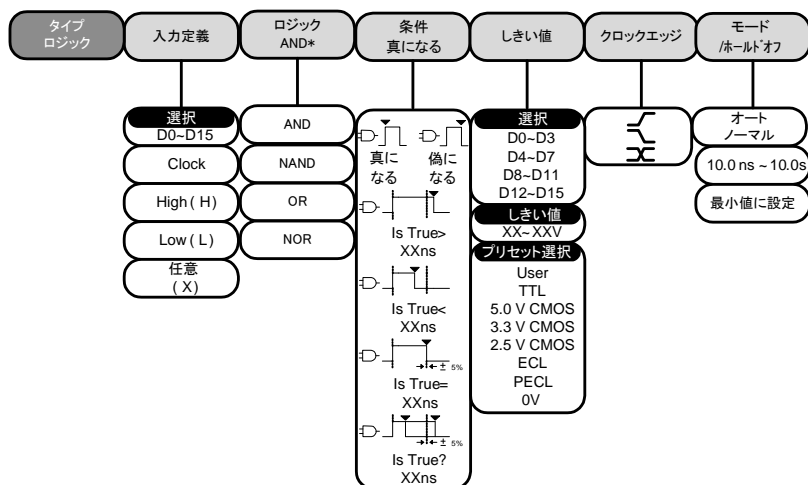 タイプ
ロジック
入力定義
ロジック
AND*
条件
真になる
しきい値
クロックエッジ
モード
/ホールドオフ
選択
D0~D15
Clock
High ( H )
Low ( L )
任意
( X )
AND
NAND
OR
NOR
真に
なる
偽に
なる
Is True>
XXns
Is True<
XXns
± 5%
Is True=
XXns
± 5%
Is True?
XXns
選択
D0~D3
D4~D7
D8~D11
D12~D15
しきい値
XX~XXV
プリセット選択
User
TTL
5.0 V CMOS
3.3 V CMOS
2.5 V CMOS
ECL
PECL
0V
オート
ノーマル
10.0 ns ~ 10.0s
最小値に設定